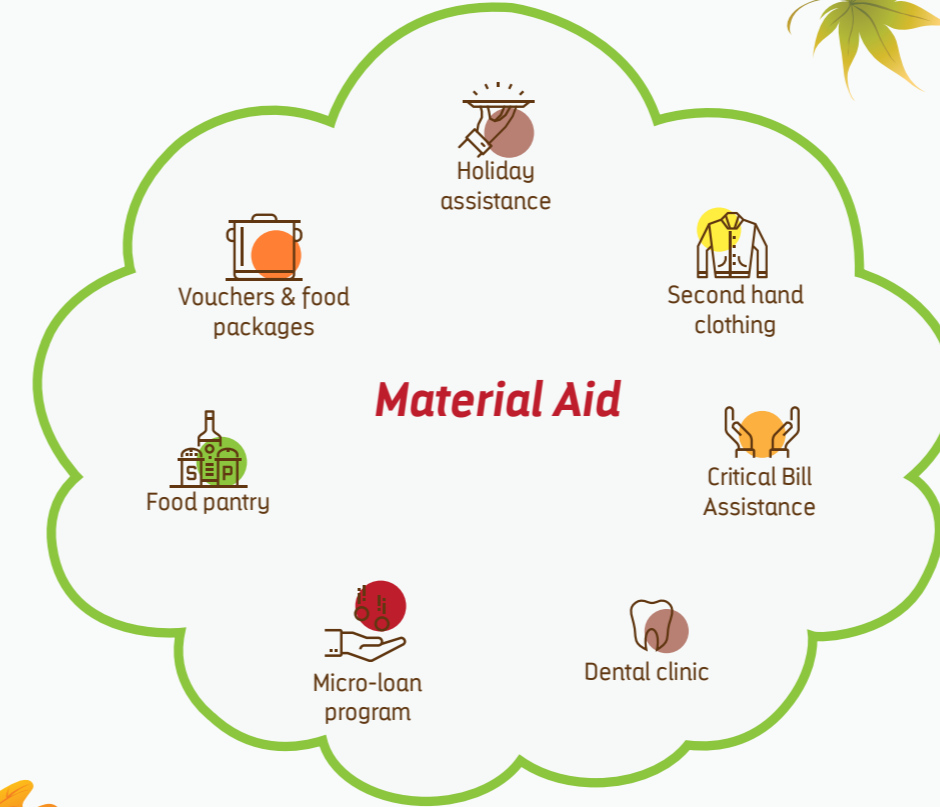 Holiday
assistance
Vouchers & food
packages
Second hand
clothing
Material Aid
S P
Food pantry
Critical Bill
Assistance
Micro-loan
program
Dental clinic